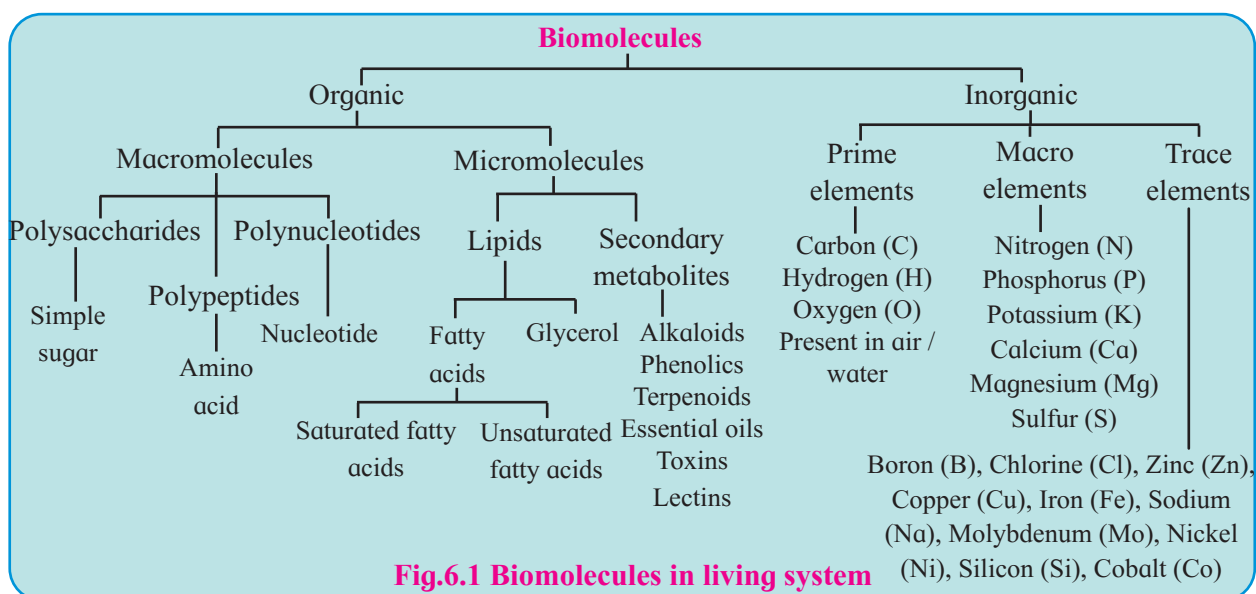 Biomolecules
Organic
Inorganic
Macromolecules
Micromolecules
Prime
elements
Macro
elements
Trace
elements
Polysaccharides
Polynucleotides
Lipids
Secondary
metabolites
Carbon (C)
Hydrogen (H)
Oxygen (O)
Present in air /
water
Nitrogen (N)
Phosphorus (P)
Potassium (K)
Calcium (Ca)
Magnesium (Mg)
Sulfur (S)
Polypeptides
Simple
sugar
Nucleotide
Amino
acid
Fatty
acids
Glycerol
Alkaloids
Phenolics
Terpenoids
Essential oils
Toxins
Lectins
Saturated fatty
acids
Unsaturated
fatty acids
Boron (B), Chlorine (Cl), Zinc (Zn),
Copper (Cu), Iron (Fe), Sodium
(Na), Molybdenum (Mo), Nickel
(Ni), Silicon (Si), Cobalt (Co)
Fig.6.1 Biomolecules in living system